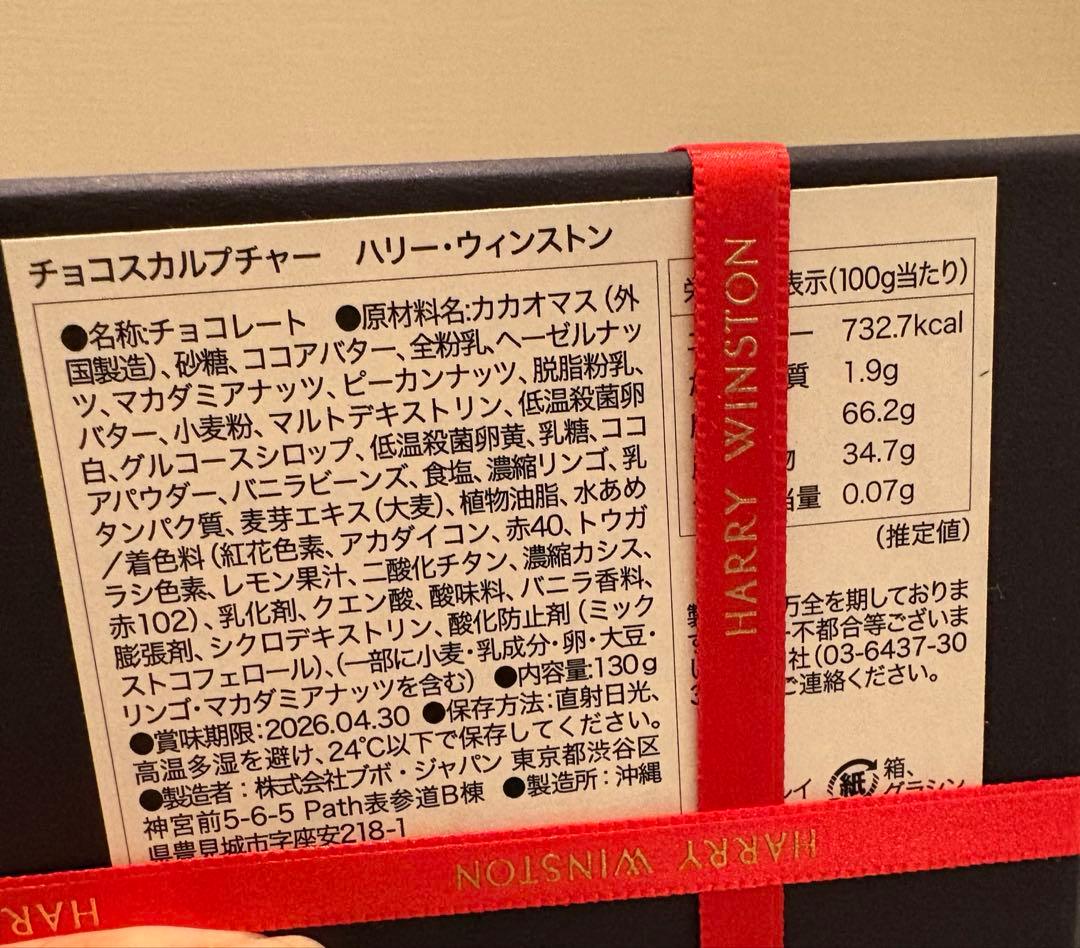 チョコスカルプチャー　ハリー・ウィンストン
●名称:チョコレート　●原材料名:カカオマス（外
国製造）、砂糖、ココアバター、全粉乳、ヘーゼルナッ
ツ、マカダミアナッツ、ピーカンナッツ、脱脂粉乳、
バター、小麦粉、マルトデキストリン、低温殺菌卵
白、グルコースシロップ、低温殺菌卵黄、乳糖、ココ
アパウダー、バニラビーンズ、食塩、濃縮リンゴ、乳
タンパク質、麦芽エキス（大麦）、植物油脂、水あめ
／着色料（紅花色素、アカダイコン、赤40、トウガ
ラシ色素、レモン果汁、二酸化チタン、濃縮カシス、
赤102）、乳化剤、クエン酸、酸味料、バニラ香料、
膨張剤、シクロデキストリン、酸化防止剤（ミック
ストコフェロール）、（一部に小麦・乳成分・卵・大豆・
リンゴ・マカダミアナッツを含む）　●内容量:130g
●賞味期限:2026.04.30　●保存方法:直射日光、
高温多湿を避け、24℃以下で保存してください。
●製造者：株式会社ブボ・ジャパン 東京都渋谷区
神宮前5-6-5 Path表参道B棟　●製造所：沖縄
県豊見城市字座安218-1
表示（100g当たり）
ー 732.7kcal
質 1.9g
66.2g
物 34.7g
当量 0.07g
（推定値）
万全を期しておりま
不都合等ございま
社（03-6437-30
ご連絡ください。
紙 箱、
イ グラシン
HARRY WINSTON
HARRY WINSTON
HAR